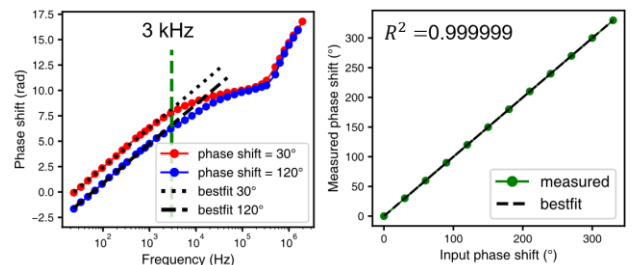 3 kHz
Phase shift (rad)
17.5
15.0
12.5
10.0
7.5
5.0
2.5
0.0
−2.5
phase shift = 30°
phase shift = 120°
bestfit 30°
bestfit 120°
10²
10³
10⁴
10⁵
10⁶
Frequency (Hz)
R² =0.999999
Measured phase shift (°)
350
300
250
200
150
100
50
0
measured
bestfit
0
100
200
300
Input phase shift (°)